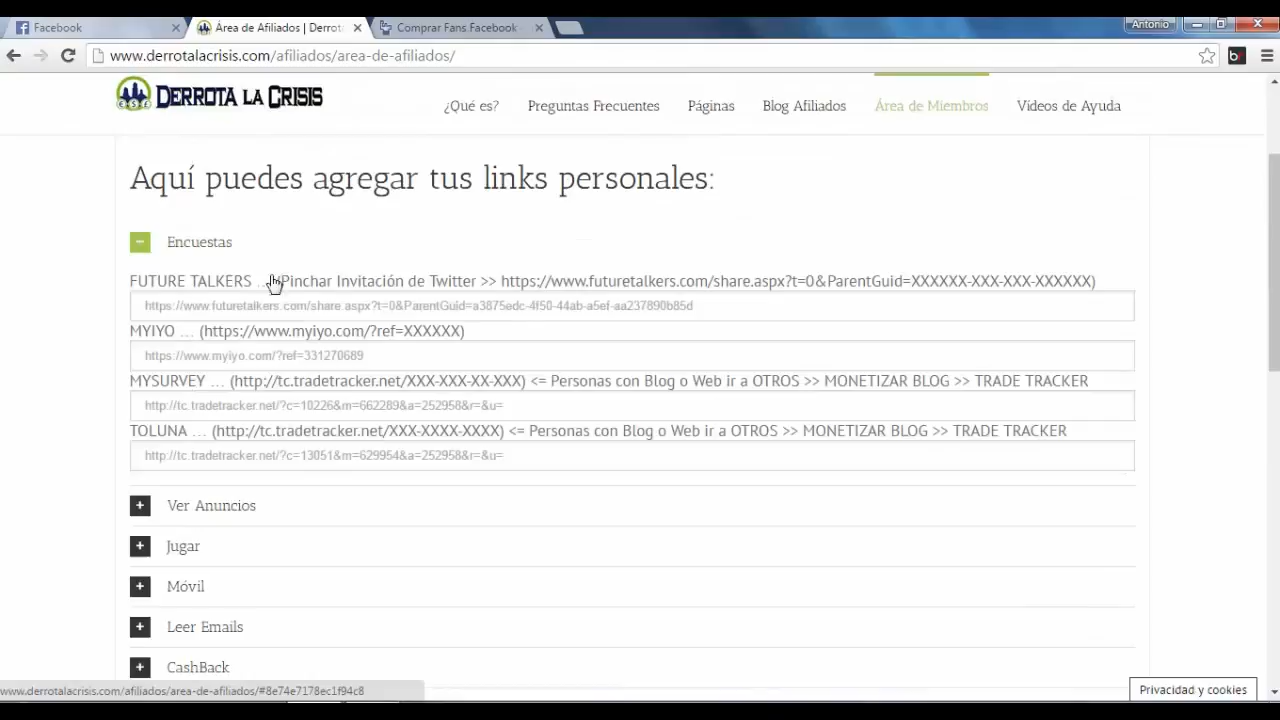 Facebook
Área de Afiliados | Derrota
Comprar Fans Facebook
Antonio
www.derrotalacrisis.com/afiliados/area-de-afiliados/
ESE DERROTA LA CRISIS
¿Qué es?
Preguntas Frecuentes
Páginas
Blog Afiliados
Área de Miembros
Vídeos de Ayuda
Aquí puedes agregar tus links personales:
Encuestas
FUTURE TALKERS ... (Pinchar Invitación de Twitter >> https://www.futuretalkers.com/share.aspx?t=0&ParentGuid=XXXXXX-XXX-XXX-XXXXXX)
https://www.futuretalkers.com/share.aspx?t=0&ParentGuid=a3875edc-4f50-44ab-a5ef-aa237890b85d
MYIYO ... (https://www.myiyo.com/?ref=XXXXXX)
https://www.myiyo.com/?ref=331270689
MYSURVEY ... (http://tc.tradetracker.net/XXX-XXX-XX-XXX) <= Personas con Blog o Web ir a OTROS >> MONETIZAR BLOG >> TRADE TRACKER
http://tc.tradetracker.net/?c=10226&m=662289&a=252958&r=&u=
TOLUNA ... (http://tc.tradetracker.net/XXX-XXXX-XXXX) <= Personas con Blog o Web ir a OTROS >> MONETIZAR BLOG >> TRADE TRACKER
http://tc.tradetracker.net/?c=13051&m=629954&a=252958&r=&u=
Ver Anuncios
Jugar
Móvil
Leer Emails
CashBack
www.derrotalacrisis.com/afiliados/area-de-afiliados/#8e74e7178ec1f94c8
Privacidad y cookies